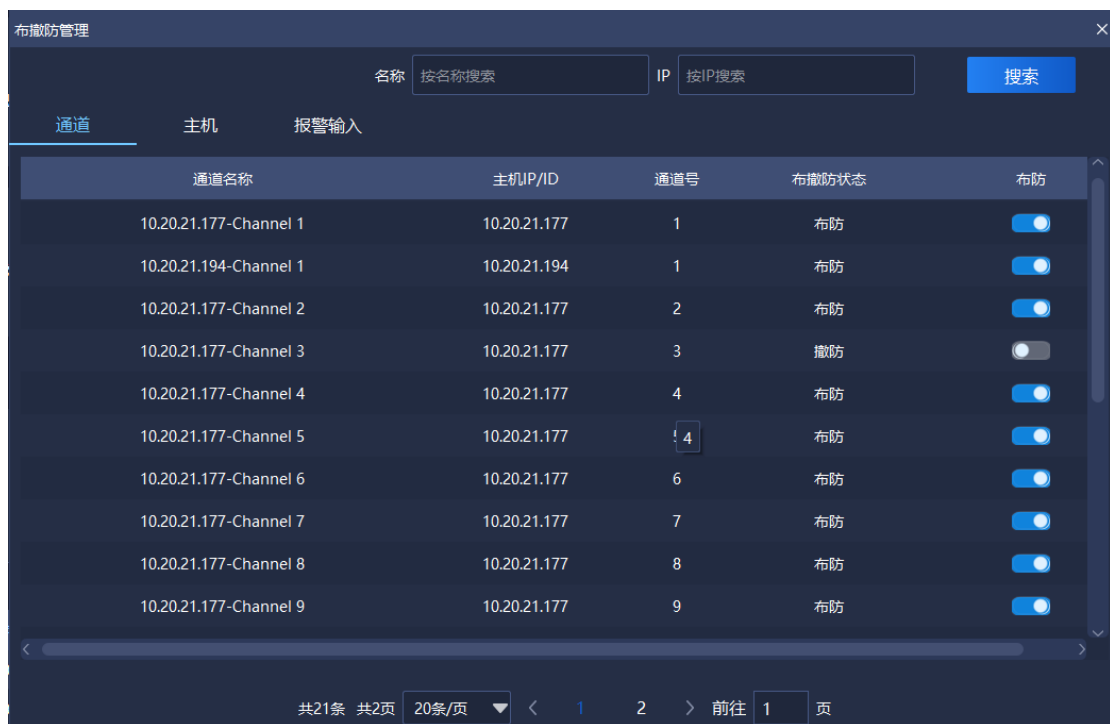 布撤防管理
名称 按名称搜索 IP 按IP搜索 搜索
通道 主机 报警输入
通道名称 主机IP/ID 通道号 布撤防状态 布防
10.20.21.177-Channel 1 10.20.21.177 1 布防
10.20.21.194-Channel 1 10.20.21.194 1 布防
10.20.21.177-Channel 2 10.20.21.177 2 布防
10.20.21.177-Channel 3 10.20.21.177 3 撤防
10.20.21.177-Channel 4 10.20.21.177 4 布防
10.20.21.177-Channel 5 10.20.21.177 4 布防
10.20.21.177-Channel 6 10.20.21.177 6 布防
10.20.21.177-Channel 7 10.20.21.177 7 布防
10.20.21.177-Channel 8 10.20.21.177 8 布防
10.20.21.177-Channel 9 10.20.21.177 9 布防
共21条 共2页 20条/页 1 2 前往 1 页